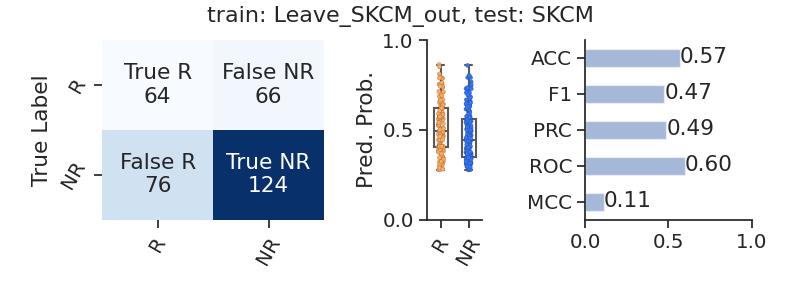 train: Leave_SKCM_out, test: SKCM
True Label
R
NR
True R
64
False NR
66
False R
76
True NR
124
R
NR
Pred. Prob.
1.0
0.5
0.0
R
NR
ACC
0.57
F1
0.47
PRC
0.49
ROC
0.60
MCC
0.11
0.0
0.5
1.0